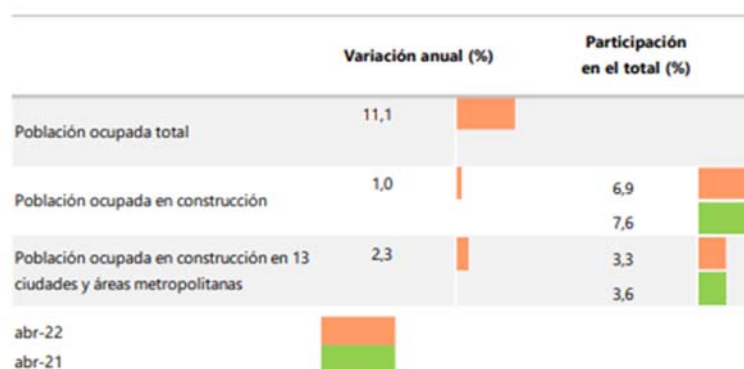 Variación anual (%)
Participación
en el total (%)
Población ocupada total
11,1
Población ocupada en construcción
1,0
6,9
7,6
Población ocupada en construcción en 13
ciudades y áreas metropolitanas
2,3
3,3
3,6
abr-22
abr-21